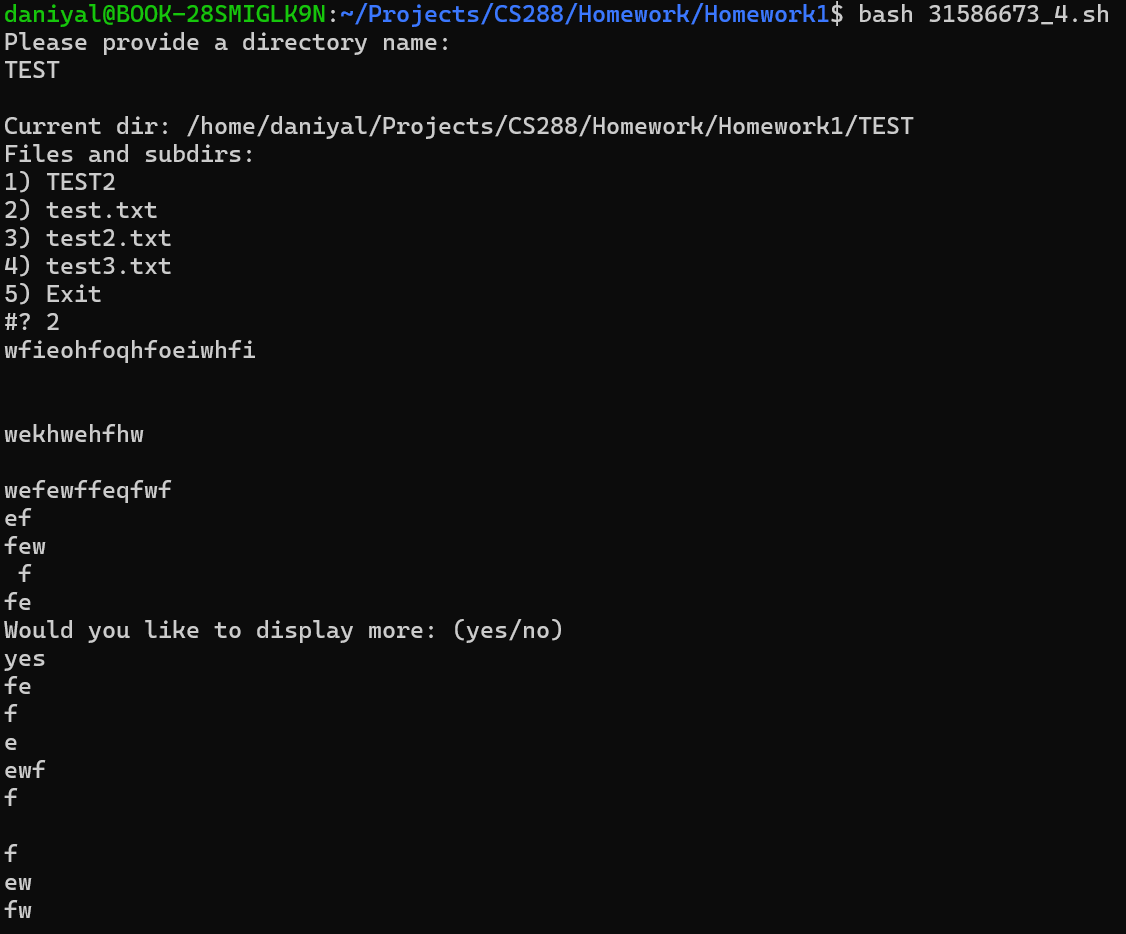 daniyal@BOOK-28SMIGLK9N:~/Projects/CS288/Homework/Homework1$ bash 31586673_4.sh
Please provide a directory name:
TEST
Current dir: /home/daniyal/Projects/CS288/Homework/Homework1/TEST
Files and subdirs:
1) TEST2
2) test.txt
3) test2.txt
4) test3.txt
5) Exit
#? 2
wfieohfoqhfoeiwhfi
wekhwehfhw
wefewffeqfwf
ef
few
 f
fe
Would you like to display more: (yes/no)
yes
fe
f
e
ewf
f
f
ew
fw